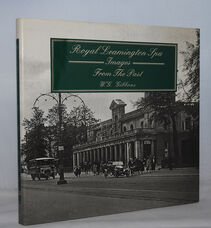 Royal Leamington Spa
Images
From The Past
W.G. Gibbons